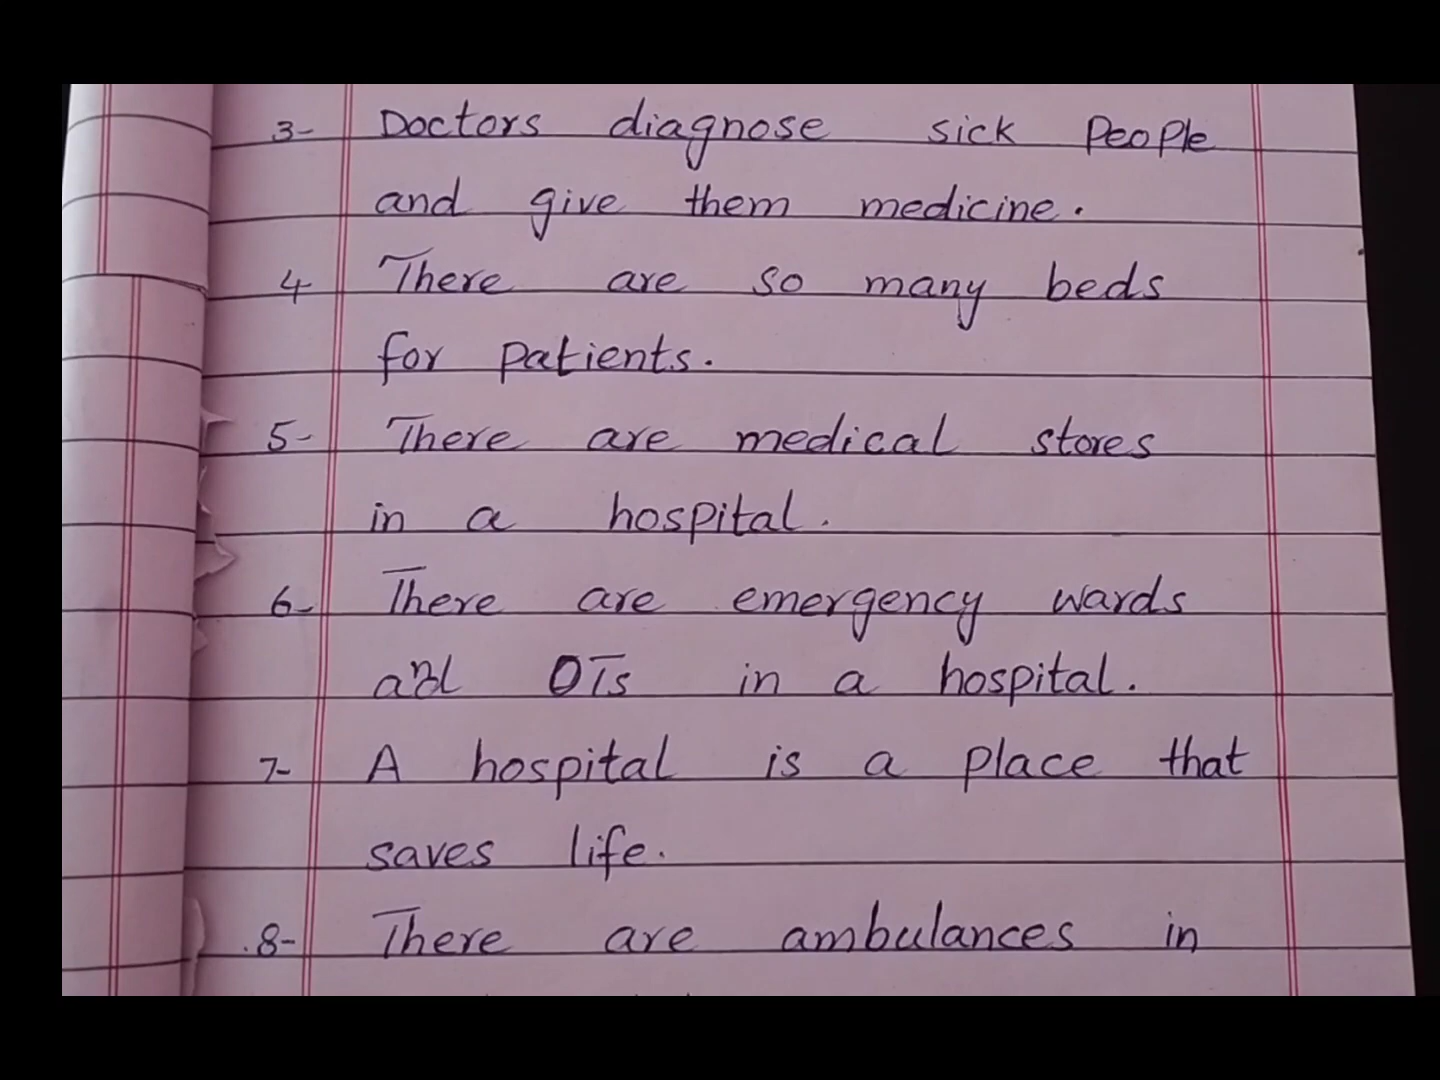 3- Doctors diagnose sick People
and give them medicine.
4 There are so many beds
for patients.
5- There are medical stores
in a hospital.
6- There are emergency wards
and OTs in a hospital.
7- A hospital is a place that
saves life.
8- There are ambulances in